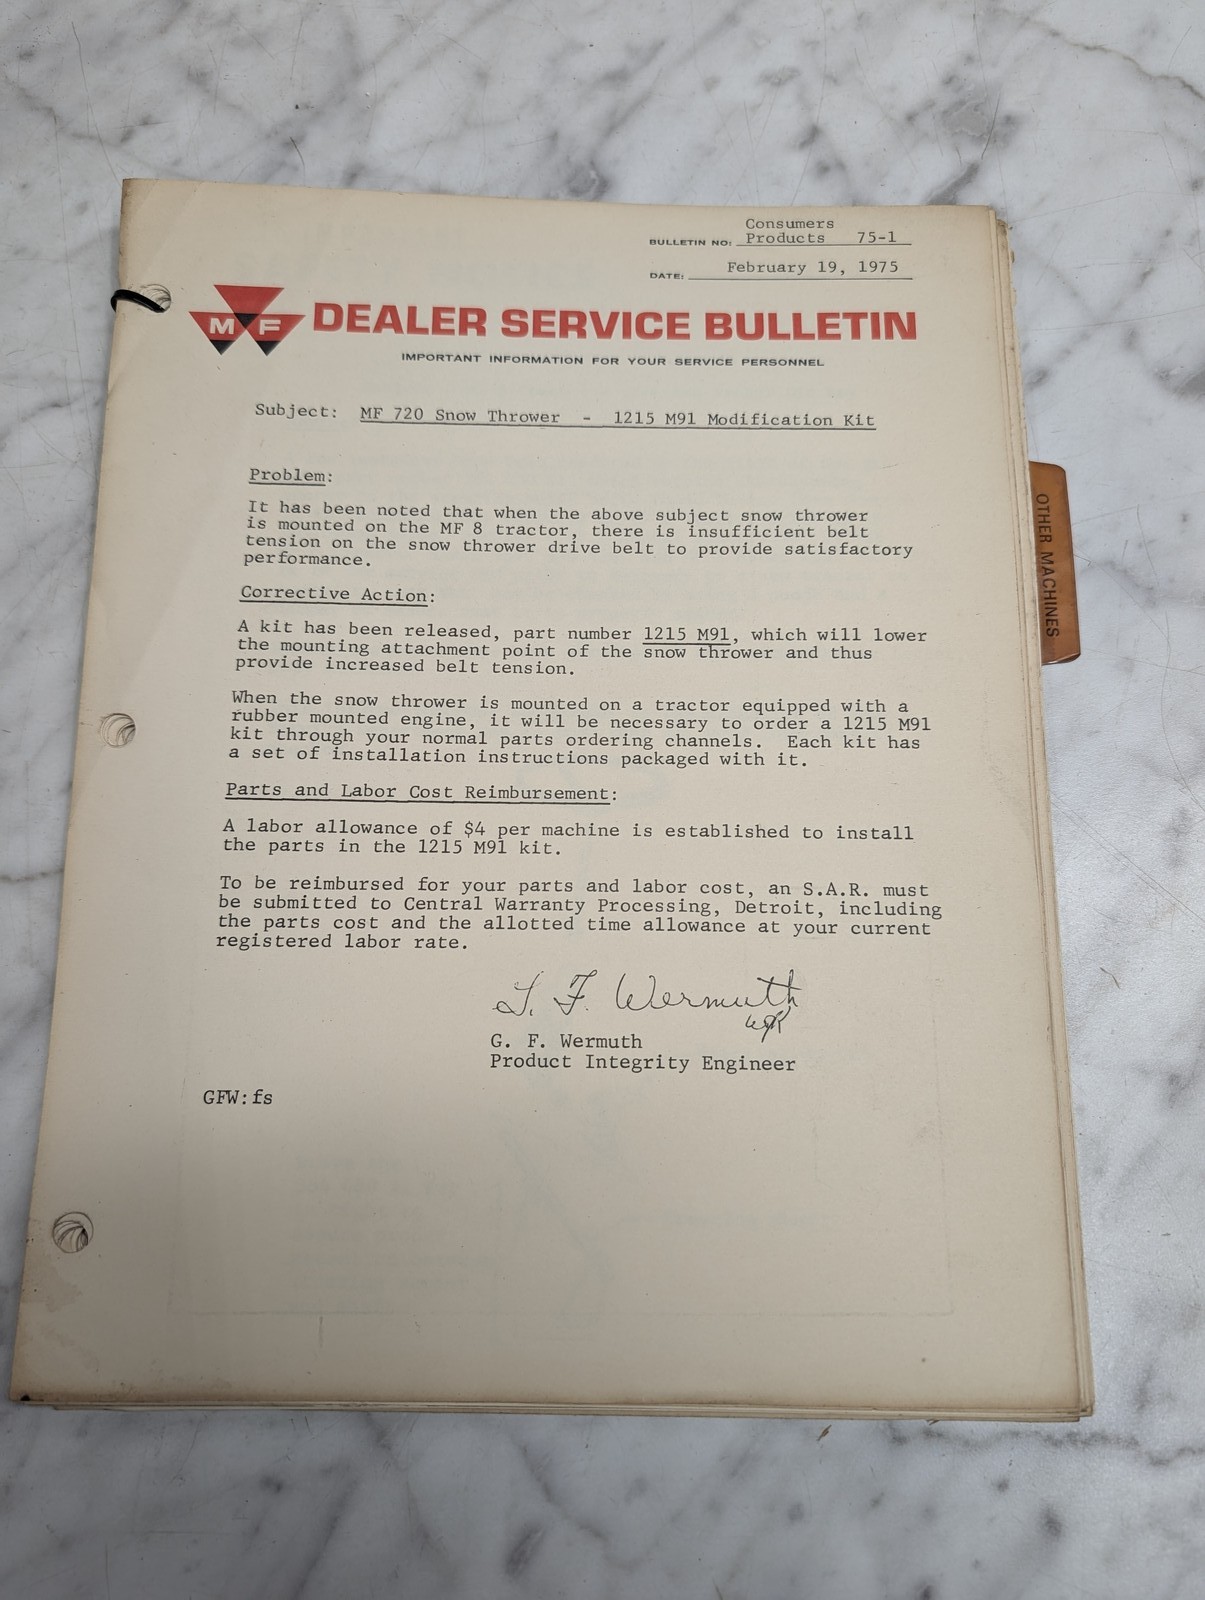 Consumers
BULLETIN NO: Products 75-1
DATE: February 19, 1975
MF DEALER SERVICE BULLETIN
IMPORTANT INFORMATION FOR YOUR SERVICE PERSONNEL
Subject: MF 720 Snow Thrower - 1215 M91 Modification Kit
Problem:
It has been noted that when the above subject snow thrower
is mounted on the MF 8 tractor, there is insufficient belt
tension on the snow thrower drive belt to provide satisfactory
performance.
OTHER MACHINES
Corrective Action:
A kit has been released, part number 1215 M91, which will lower
the mounting attachment point of the snow thrower and thus
provide increased belt tension.
When the snow thrower is mounted on a tractor equipped with a
rubber mounted engine, it will be necessary to order a 1215 M91
kit through your normal parts ordering channels. Each kit has
a set of installation instructions packaged with it.
Parts and Labor Cost Reimbursement:
A labor allowance of $4 per machine is established to install
the parts in the 1215 M91 kit.
To be reimbursed for your parts and labor cost, an S.A.R. must
be submitted to Central Warranty Processing, Detroit, including
the parts cost and the allotted time allowance at your current
registered labor rate.
F. Wermuth
G. F. Wermuth
Product Integrity Engineer
GFW:fs